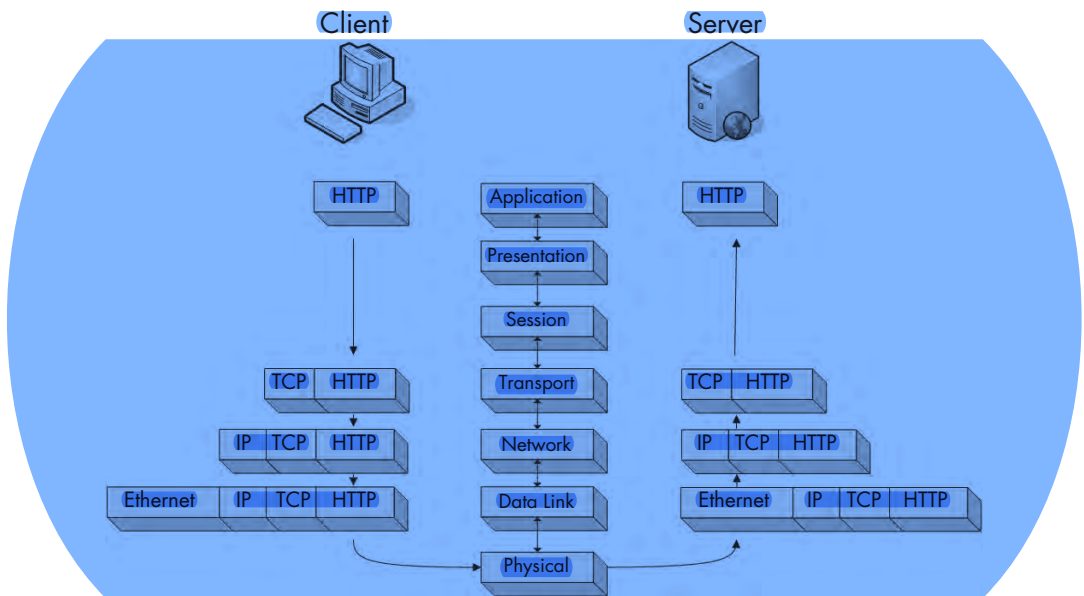 Client Server
HTTP Application HTTP
Presentation
Session
TCP HTTP Transport TCP HTTP
IP TCP HTTP Network IP TCP HTTP
Ethernet IP TCP HTTP Data Link Ethernet IP TCP HTTP
Physical